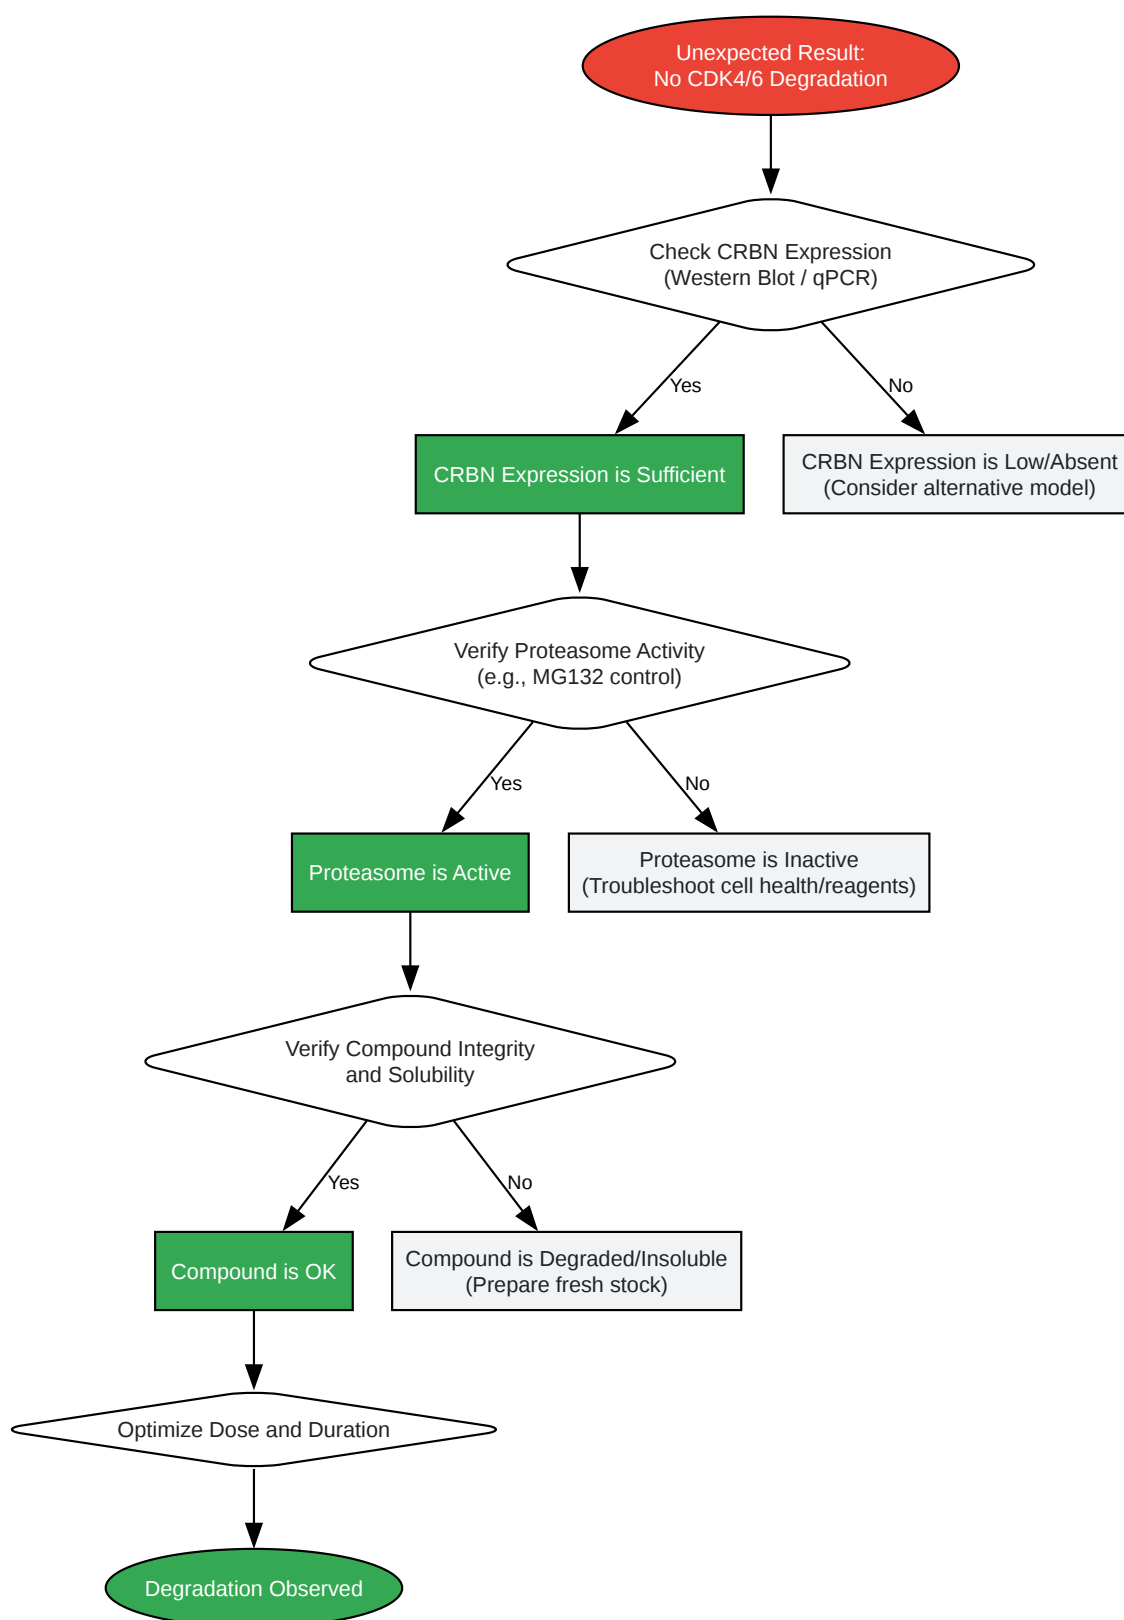 Unexpected Result:
No CDK4/6 Degradation
Check CRBN Expression
(Western Blot / qPCR)
Yes
No
CRBN Expression is Sufficient
CRBN Expression is Low/Absent
(Consider alternative model)
Verify Proteasome Activity
(e.g., MG132 control)
Yes
No
Proteasome is Active
Proteasome is Inactive
(Troubleshoot cell health/reagents)
Verify Compound Integrity
and Solubility
Yes
No
Compound is OK
Compound is Degraded/Insoluble
(Prepare fresh stock)
Optimize Dose and Duration
Degradation Observed